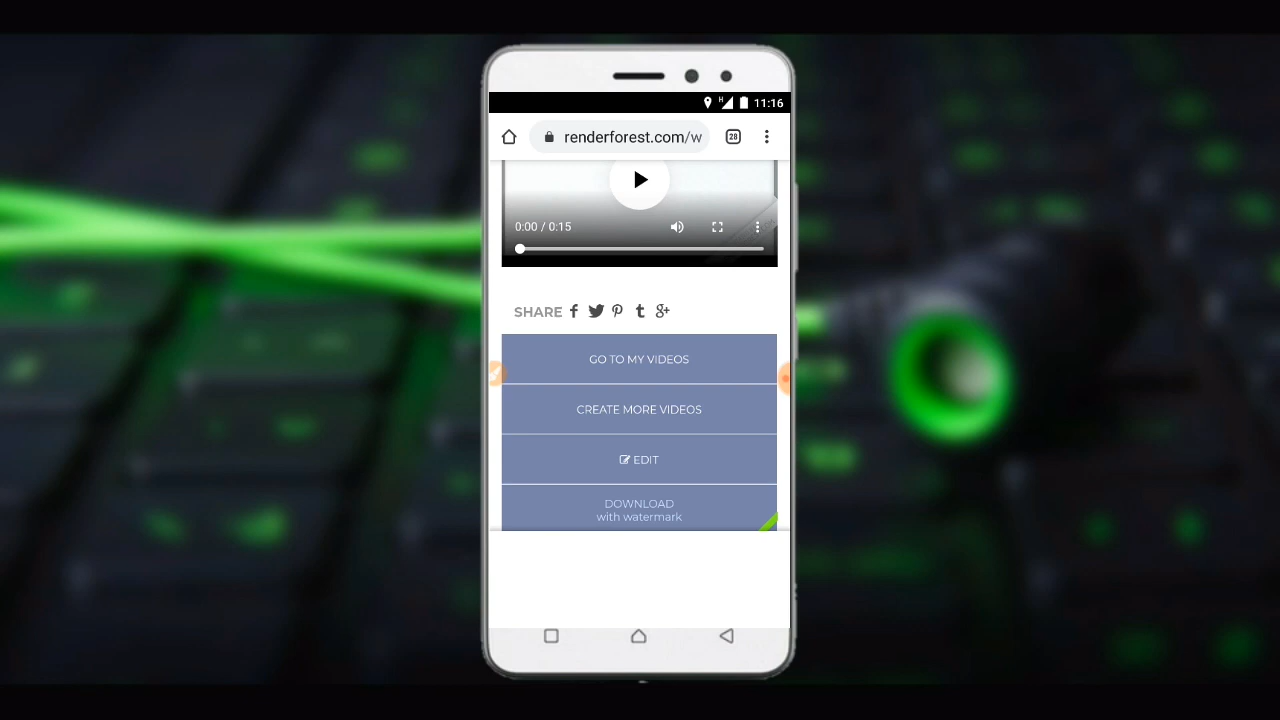 11:16
renderforest.com/w
28
0:00 / 0:15
SHARE
GO TO MY VIDEOS
CREATE MORE VIDEOS
EDIT
DOWNLOAD
with watermark